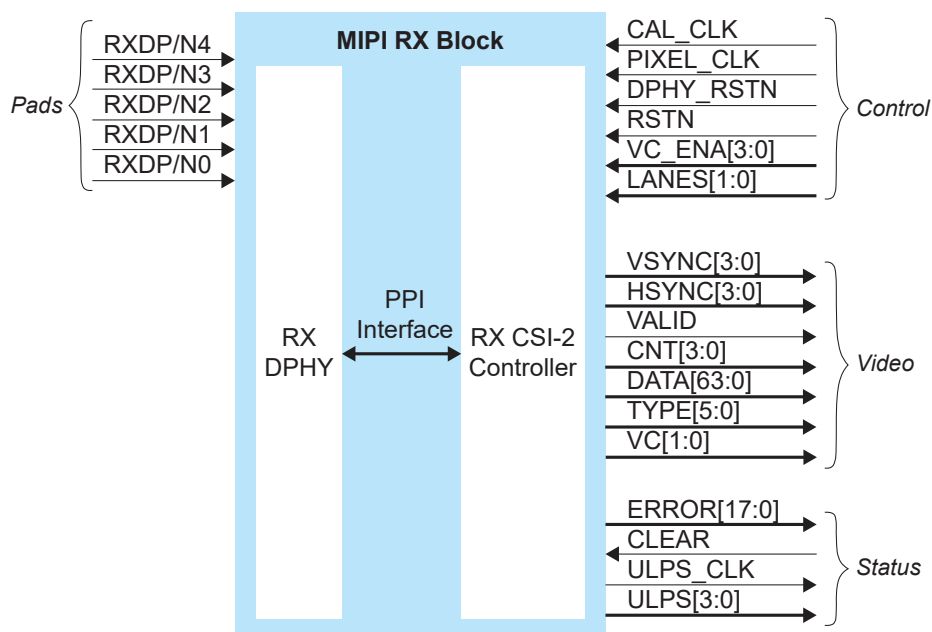 MIPI RX Block
Pads
RXDP/N4
RXDP/N3
RXDP/N2
RXDP/N1
RXDP/N0
CAL_CLK
PIXEL_CLK
DPHY_RSTN
RSTN
VC_ENA[3:0]
LANES[1:0]
Control
RX
DPHY
PPI
Interface
RX CSI-2
Controller
VSYNC[3:0]
HSYNC[3:0]
VALID
CNT[3:0]
DATA[63:0]
TYPE[5:0]
VC[1:0]
Video
ERROR[17:0]
CLEAR
ULPS_CLK
ULPS[3:0]
Status